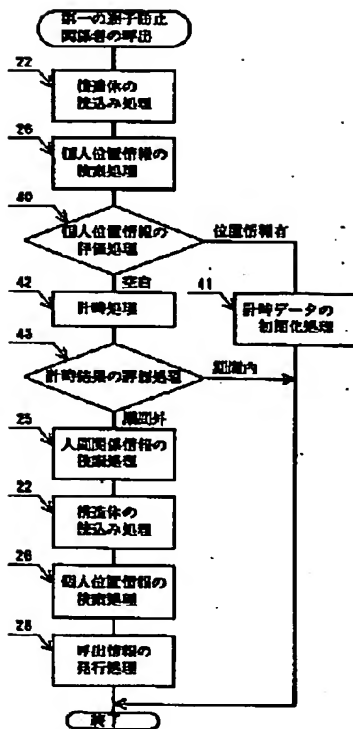 第一の迷子防止
関係者の呼出
22
構造体の
読込み処理
26
個人位置情報の
検索処理
40
個人位置情報の
評価処理
位置情報有
空白
42
計時処理
41
計時データの
初期化処理
43
計時結果の評価処理
期間内
期間外
25
人間関係情報の
検索処理
22
構造体の
読込み処理
26
個人位置情報の
検索処理
28
呼出情報の
発行処理
終了